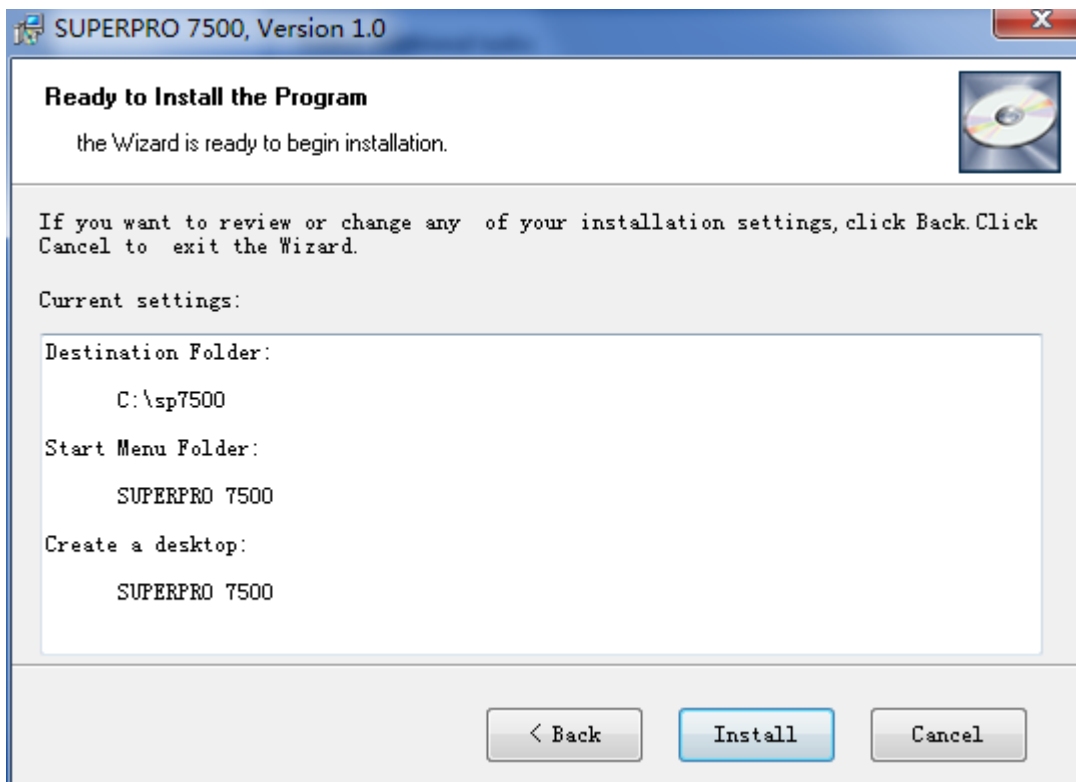 SUPERPRO 7500, Version 1.0
Ready to Install the Program
the Wizard is ready to begin installation.
If you want to review or change any  of your installation settings, click Back. Click
Cancel to  exit the Wizard.
Current settings:
Destination Folder:
C:\sp7500
Start Menu Folder:
SUPERPRO 7500
Create a desktop:
SUPERPRO 7500
< Back
Install
Cancel